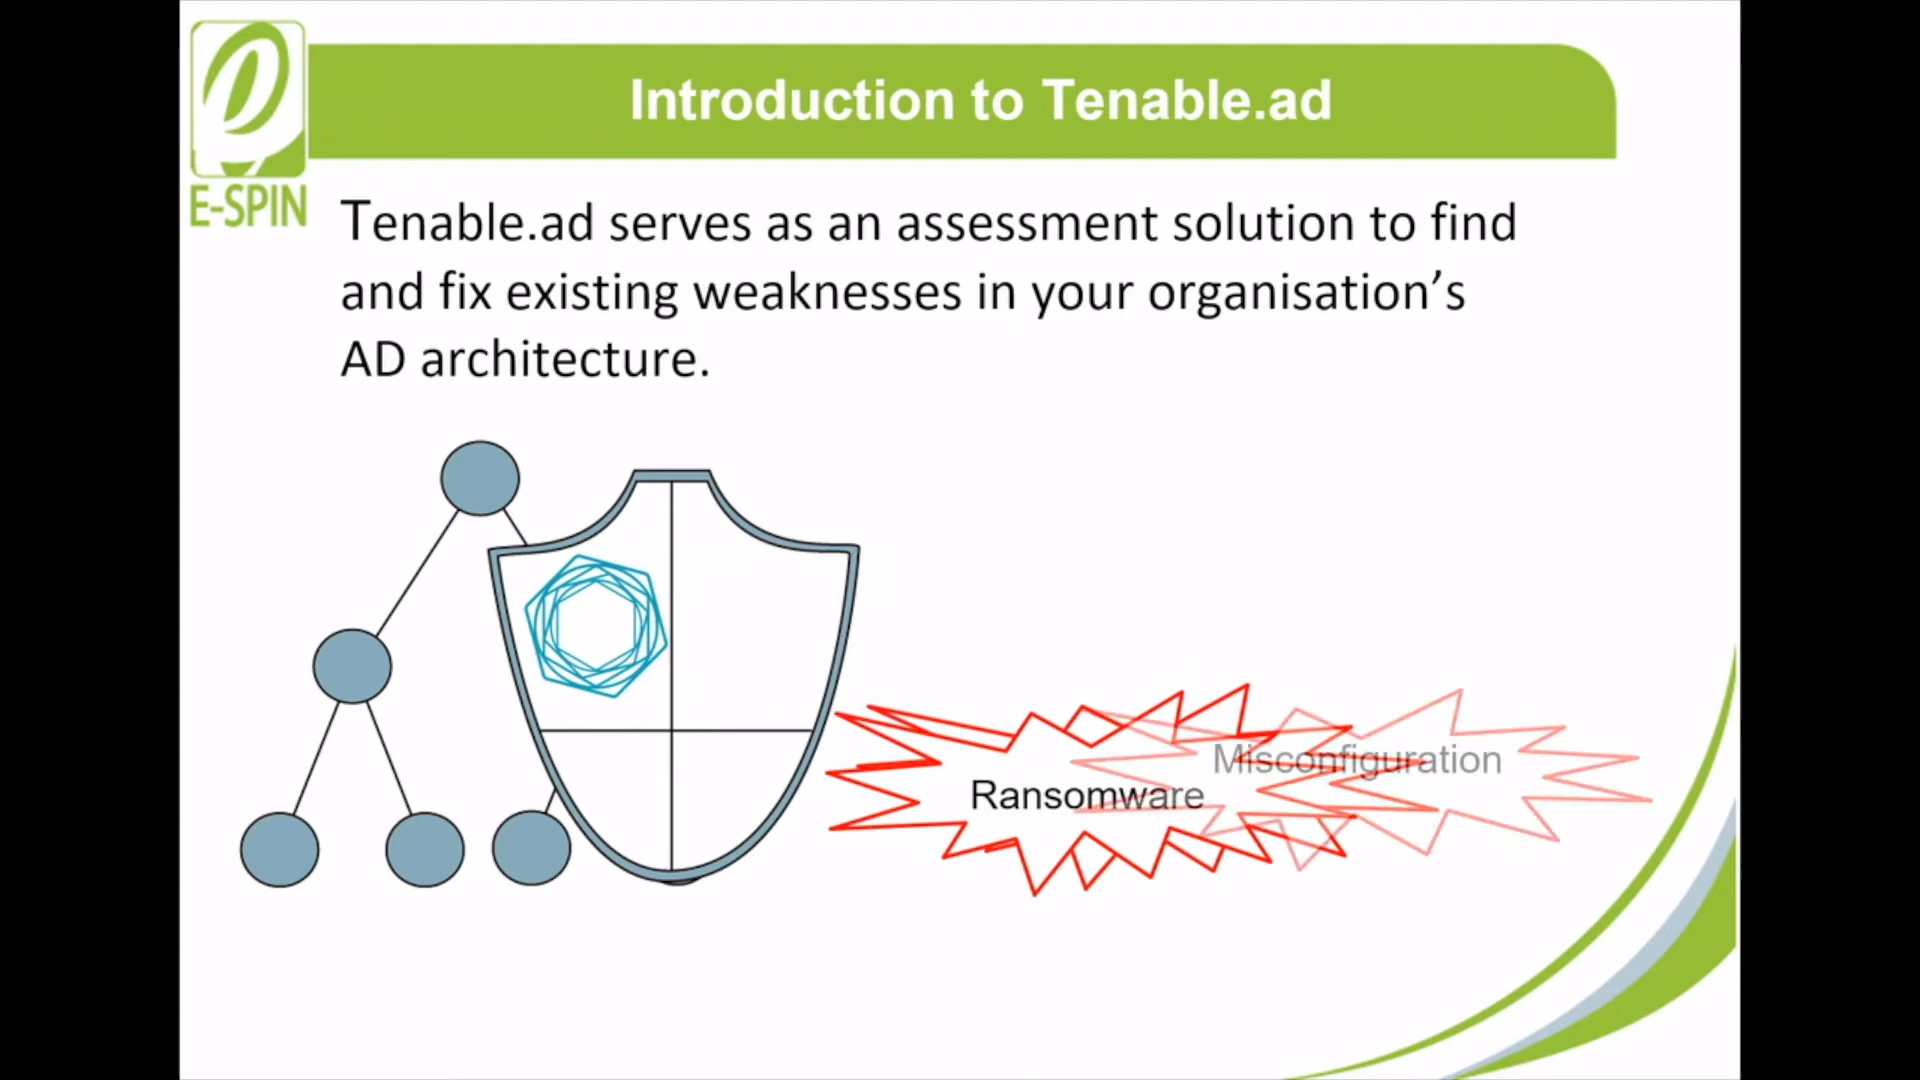 Introduction to Tenable.ad
E-SPIN
Tenable.ad serves as an assessment solution to find
and fix existing weaknesses in your organisation’s
AD architecture.
Misconfiguration
Ransomware